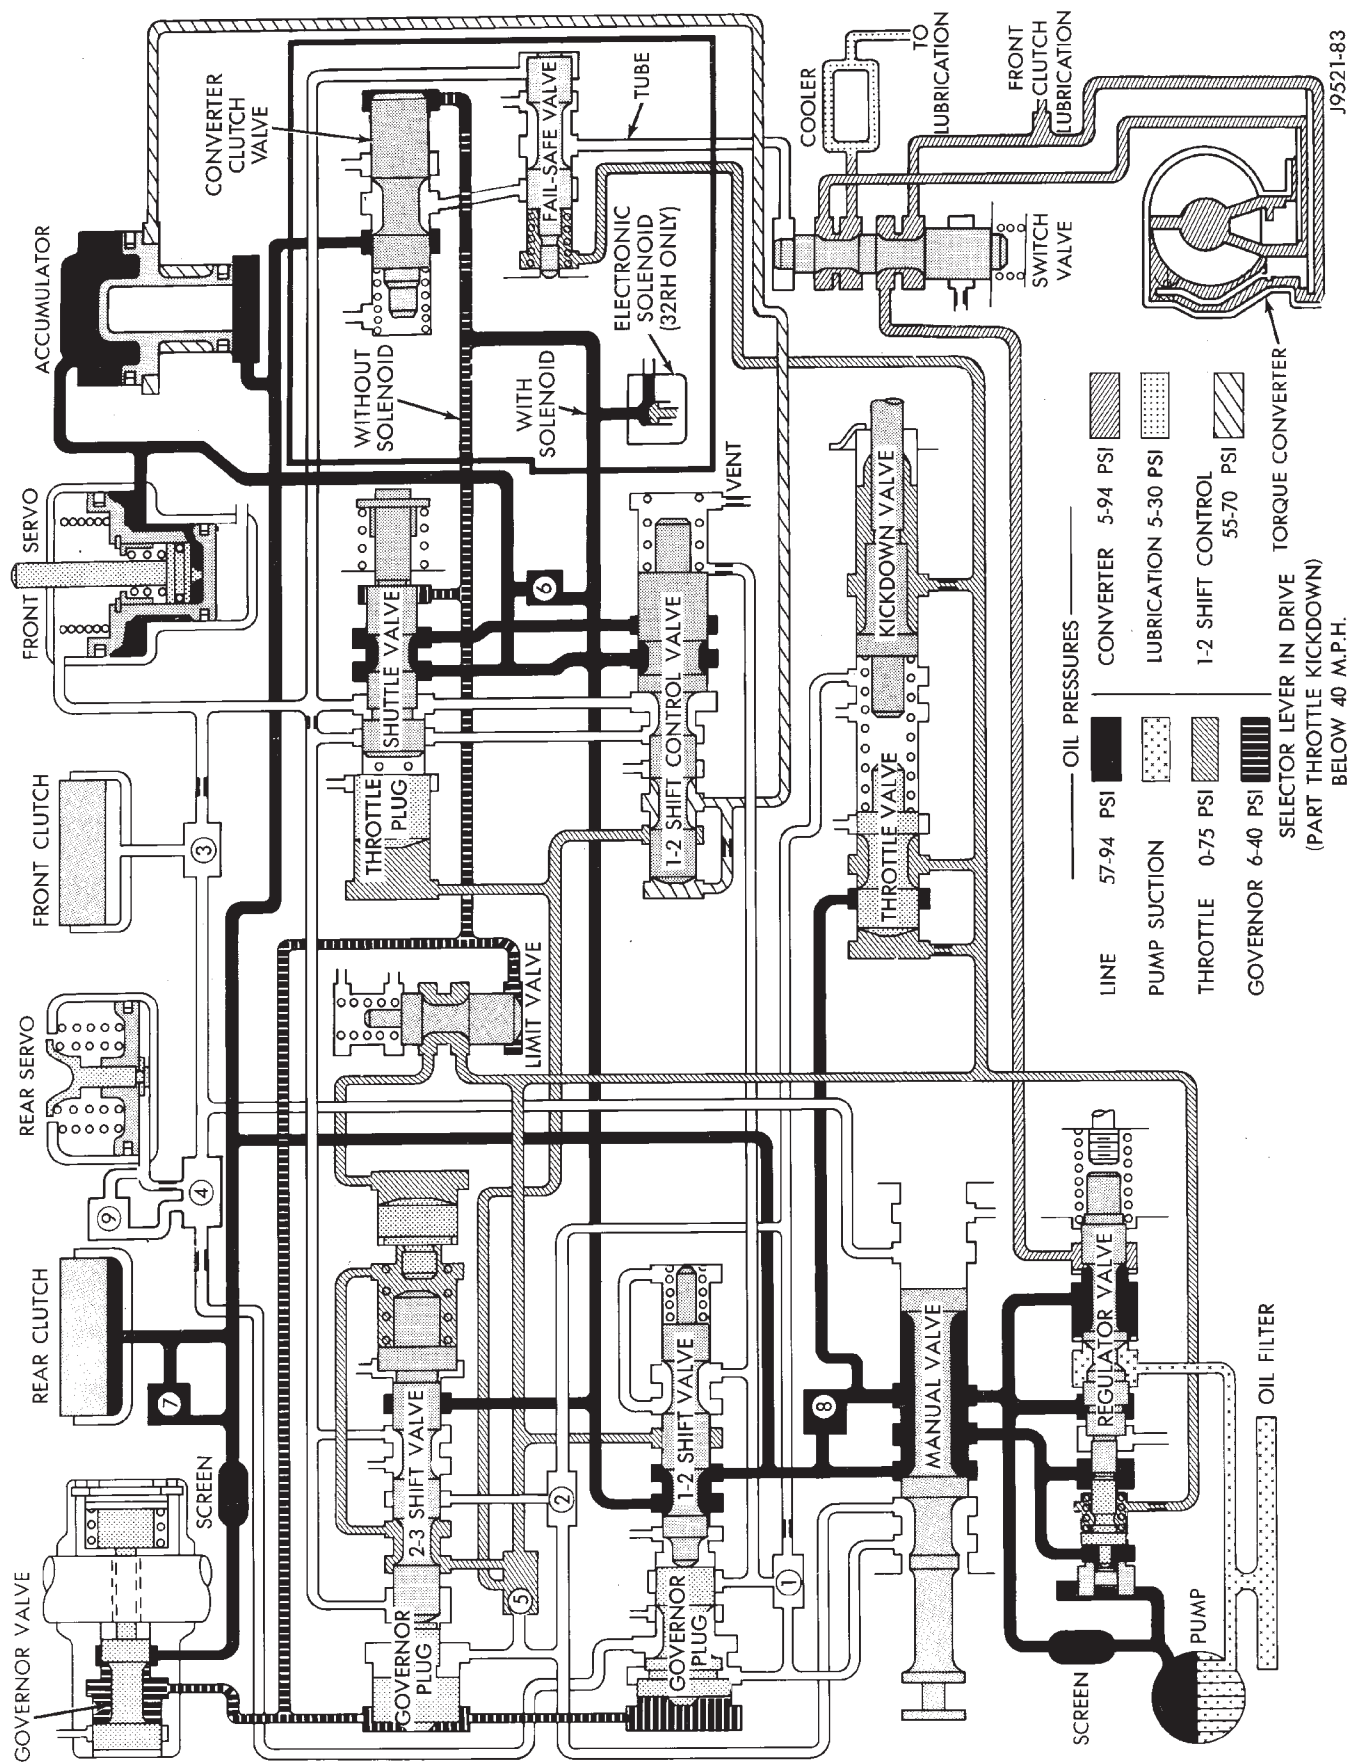 GOVERNOR VALVE
REAR CLUTCH
REAR SERVO
FRONT CLUTCH
FRONT SERVO
ACCUMULATOR
SCREEN
7
9
4
3
CONVERTER
CLUTCH
VALVE
GOVERNOR
PLUG
2-3 SHIFT VALVE
LIMIT VALVE
THROTTLE
PLUG
SHUTTLE VALVE
WITHOUT
SOLENOID
WITH
SOLENOID
FAIL-SAFE VALVE
TUBE
ELECTRONIC
SOLENOID
(32RH ONLY)
5
2
6
GOVERNOR
PLUG
1-2 SHIFT VALVE
1-2 SHIFT CONTROL VALVE
VENT
COOLER
TO
LUBRICATION
FRONT
CLUTCH
LUBRICATION
SWITCH
VALVE
1
8
MANUAL VALVE
THROTTLE VALVE
KICKDOWN VALVE
SCREEN
PUMP
REGULATOR VALVE
OIL FILTER
OIL PRESSURES
LINE 57-94 PSI
CONVERTER 5-94 PSI
PUMP SUCTION
LUBRICATION 5-30 PSI
THROTTLE 0-75 PSI
1-2 SHIFT CONTROL
55-70 PSI
GOVERNOR 6-40 PSI
TORQUE CONVERTER
SELECTOR LEVER IN DRIVE
(PART THROTTLE KICKDOWN)
BELOW 40 M.P.H.
J9521-83